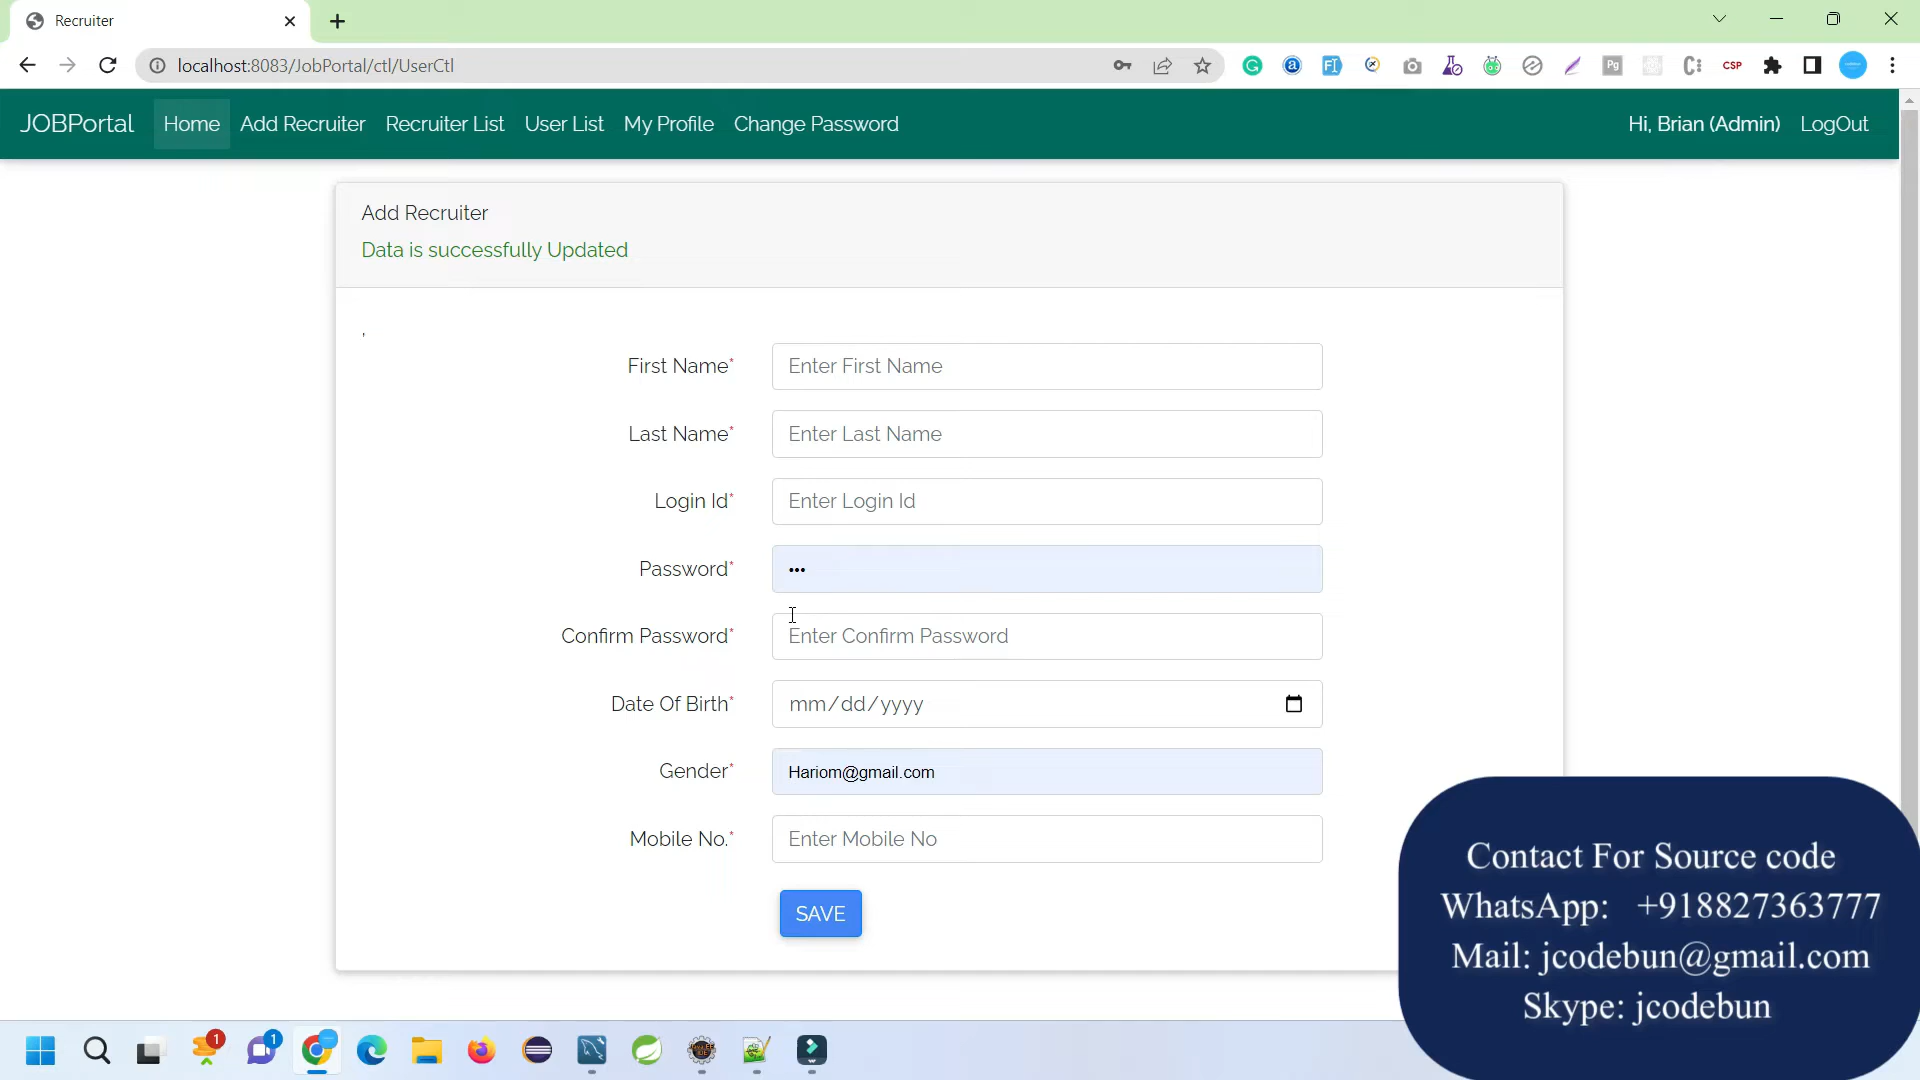 Recruiter
localhost:8083/JobPortal/ctl/UserCtl
CSP
JOBPortal Home Add Recruiter Recruiter List User List My Profile Change Password Hi, Brian (Admin) LogOut
Add Recruiter
Data is successfully Updated
,
First Name* Enter First Name
Last Name* Enter Last Name
Login Id* Enter Login Id
Password* •••
Confirm Password* Enter Confirm Password
Date Of Birth* mm/dd/yyyy
Gender* Hariom@gmail.com
Mobile No.* Enter Mobile No
SAVE
Contact For Source code
WhatsApp: +918827363777
Mail: jcodebun@gmail.com
Skype: jcodebun
1
1